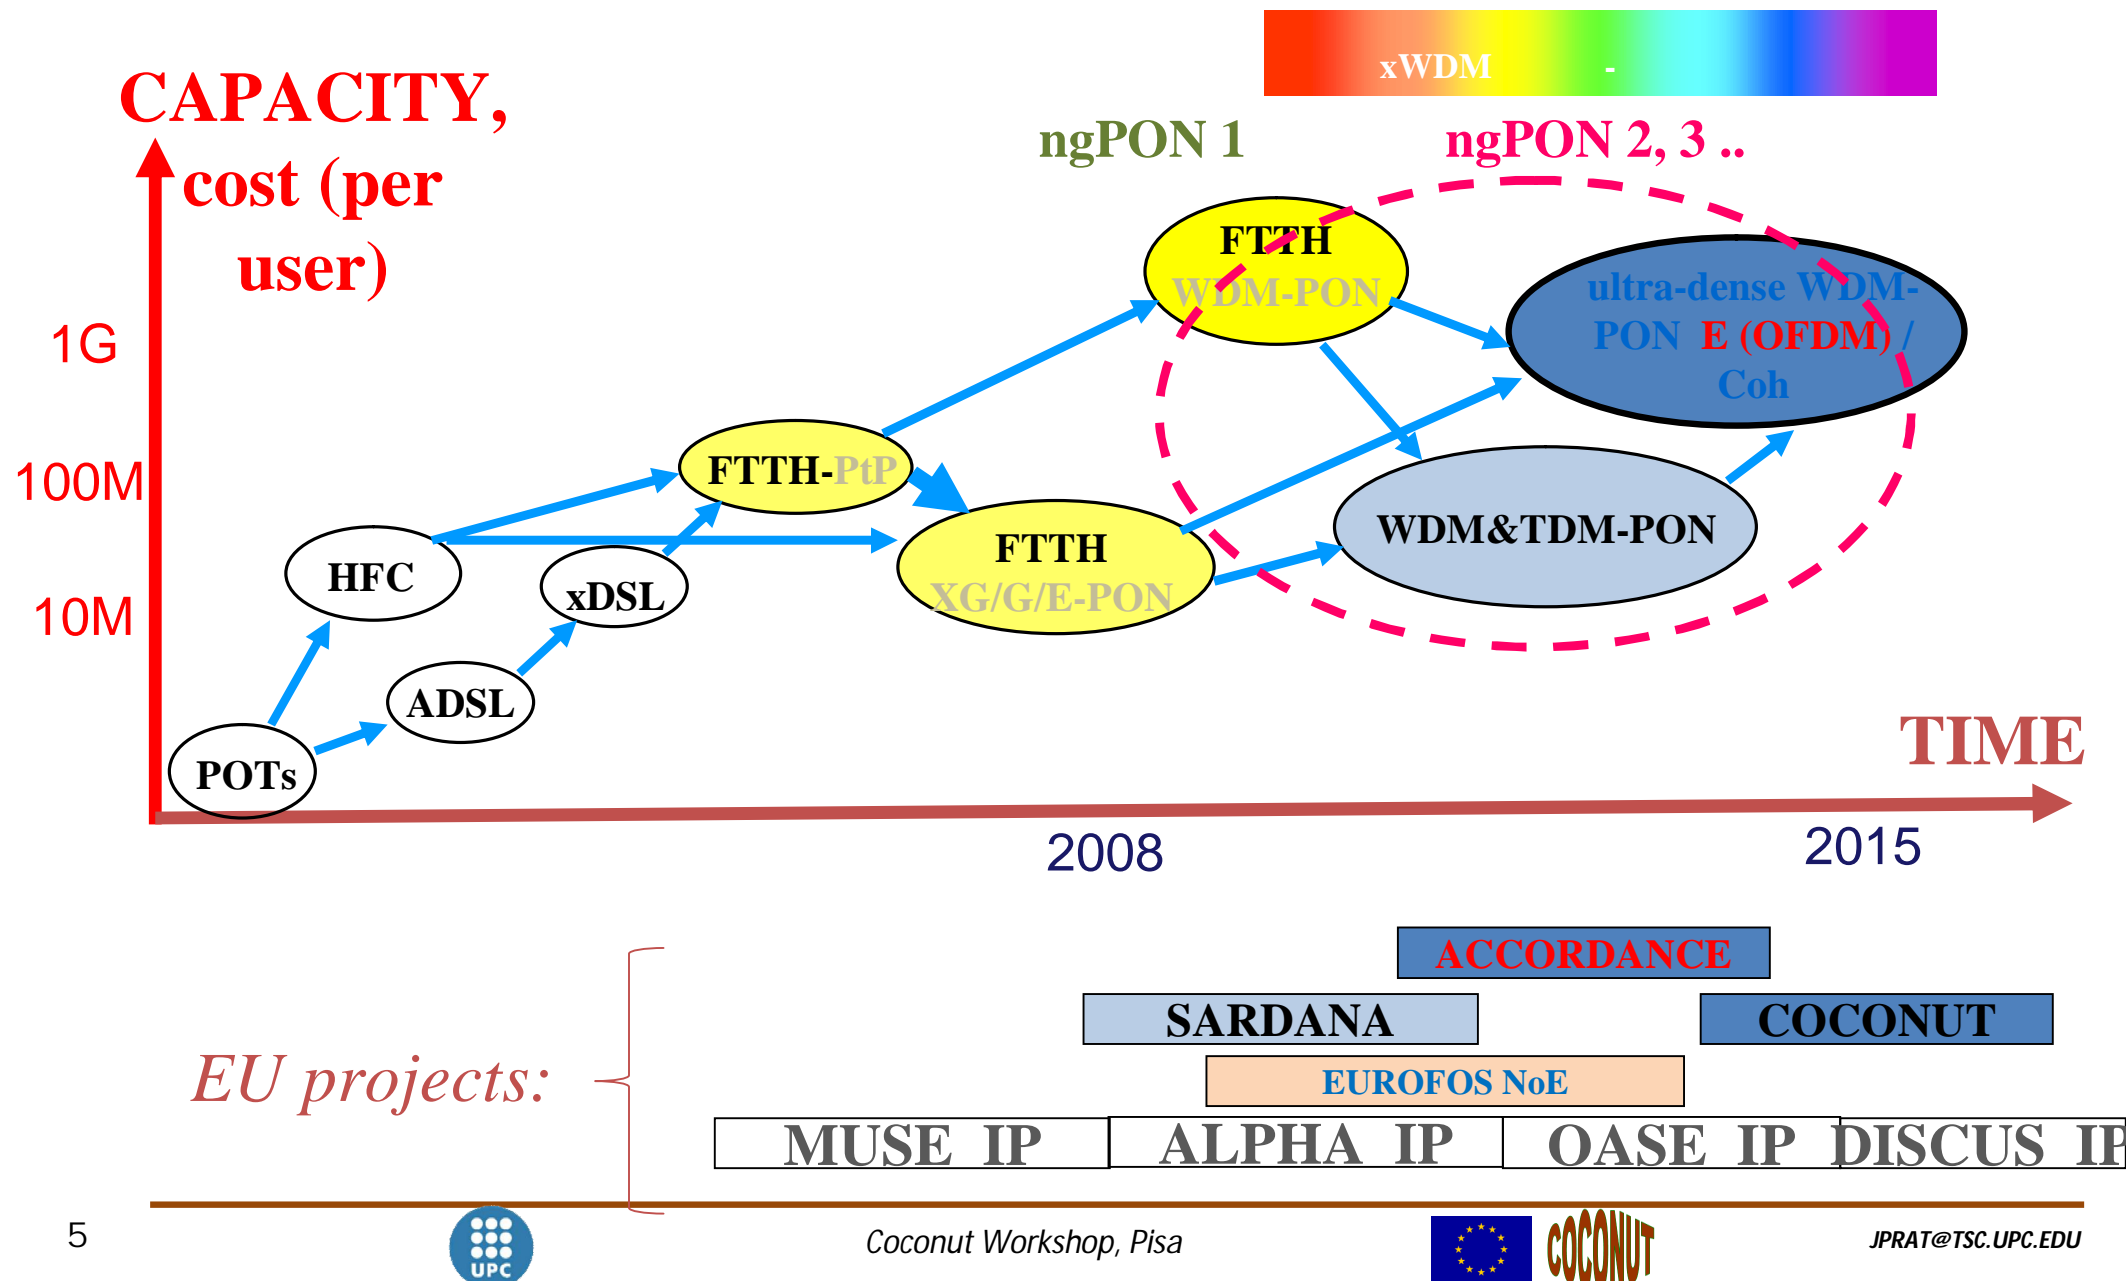 xWDM -
CAPACITY,
cost (per
user)
ngPON 1
ngPON 2, 3 ..
FTTH
WDM-PON
ultra-dense WDM-
PON E (OFDM) /
Coh
1G
100M
10M
FTTH-PtP
HFC
xDSL
FTTH
XG/G/E-PON
WDM&TDM-PON
ADSL
POTs
TIME
2008
2015
EU projects:
ACCORDANCE
SARDANA
COCONUT
EUROFOS NoE
MUSE IP
ALPHA IP
OASE IP
DISCUS IP
5
UPC
Coconut Workshop, Pisa
COCONUT
JPRAT@TSC.UPC.EDU